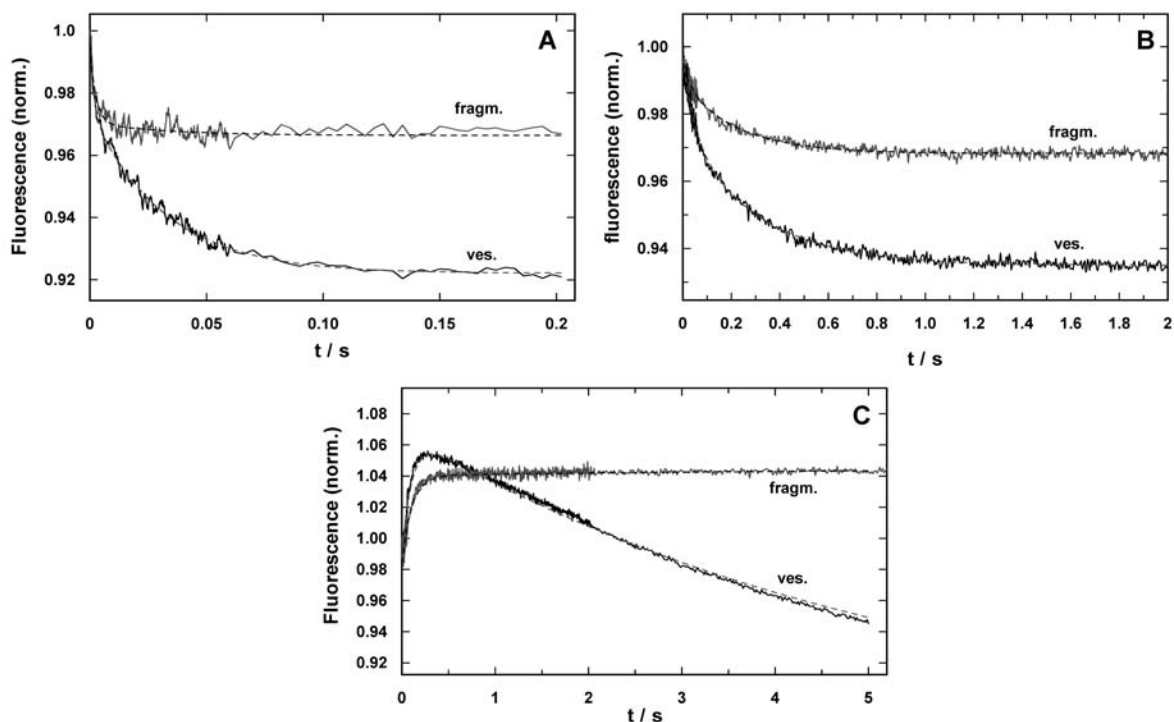 A
Fluorescence (norm.)
1.0
0.98
0.96
0.94
0.92
fragm.
ves.
0 0.05 0.10 0.15 0.2
t / s
B
fluorescence (norm.)
1.00
0.98
0.96
0.94
fragm.
ves.
0 0.2 0.4 0.6 0.8 1.0 1.2 1.4 1.6 1.8 2
t / s
C
Fluorescence (norm.)
1.08
1.06
1.04
1.02
1.00
0.98
0.96
0.94
0.92
fragm.
ves.
0 1 2 3 4 5
t / s